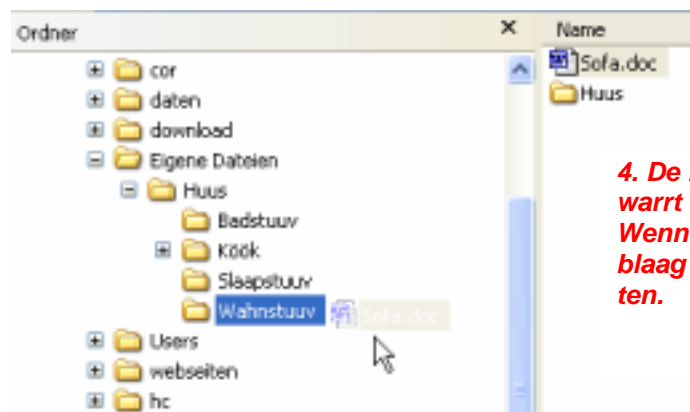 Ordner
cor
daten
download
Eigene Dateien
Huus
Badstuuv
Köök
Slaapstuuv
Wahnstuuv
Sofa.doc
Users
webseiten
hc
Name
Sofa.doc
Huus
4. De
warrt
Wenn
blaag
ten.